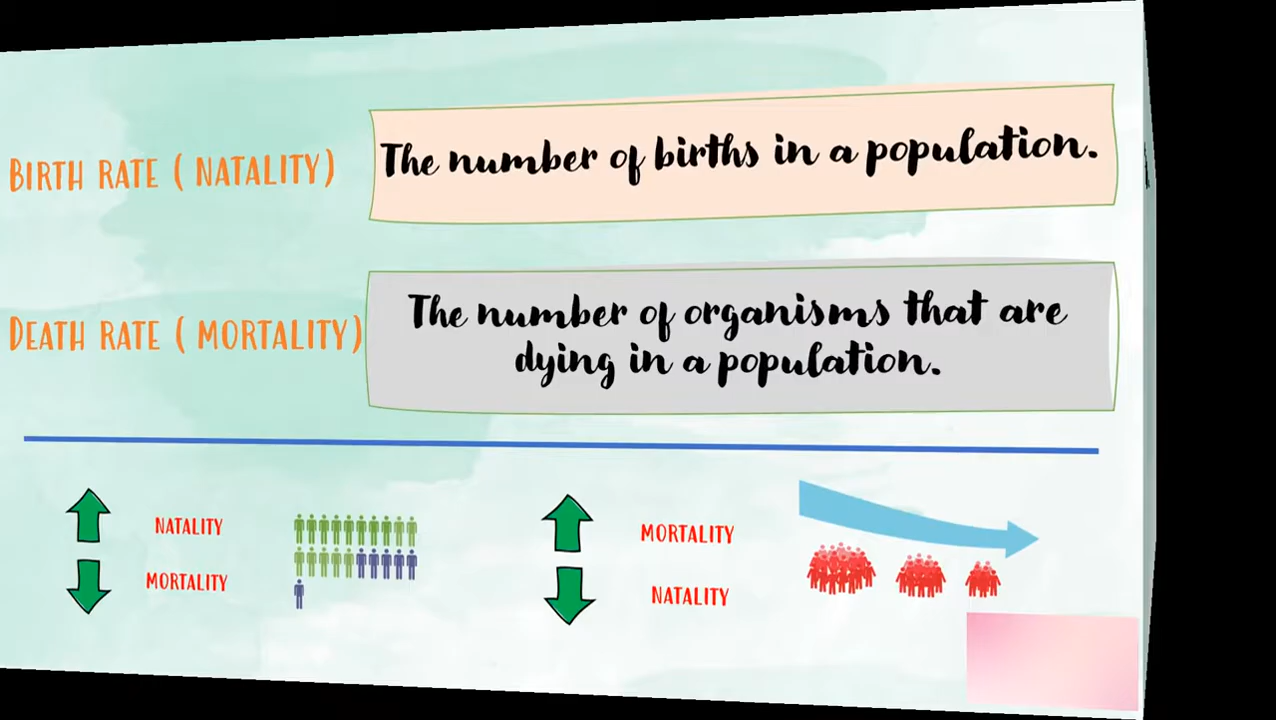 BIRTH RATE ( NATALITY)
The number of births in a population.
DEATH RATE ( MORTALITY)
The number of organisms that are
dying in a population.
NATALITY
MORTALITY
MORTALITY
NATALITY